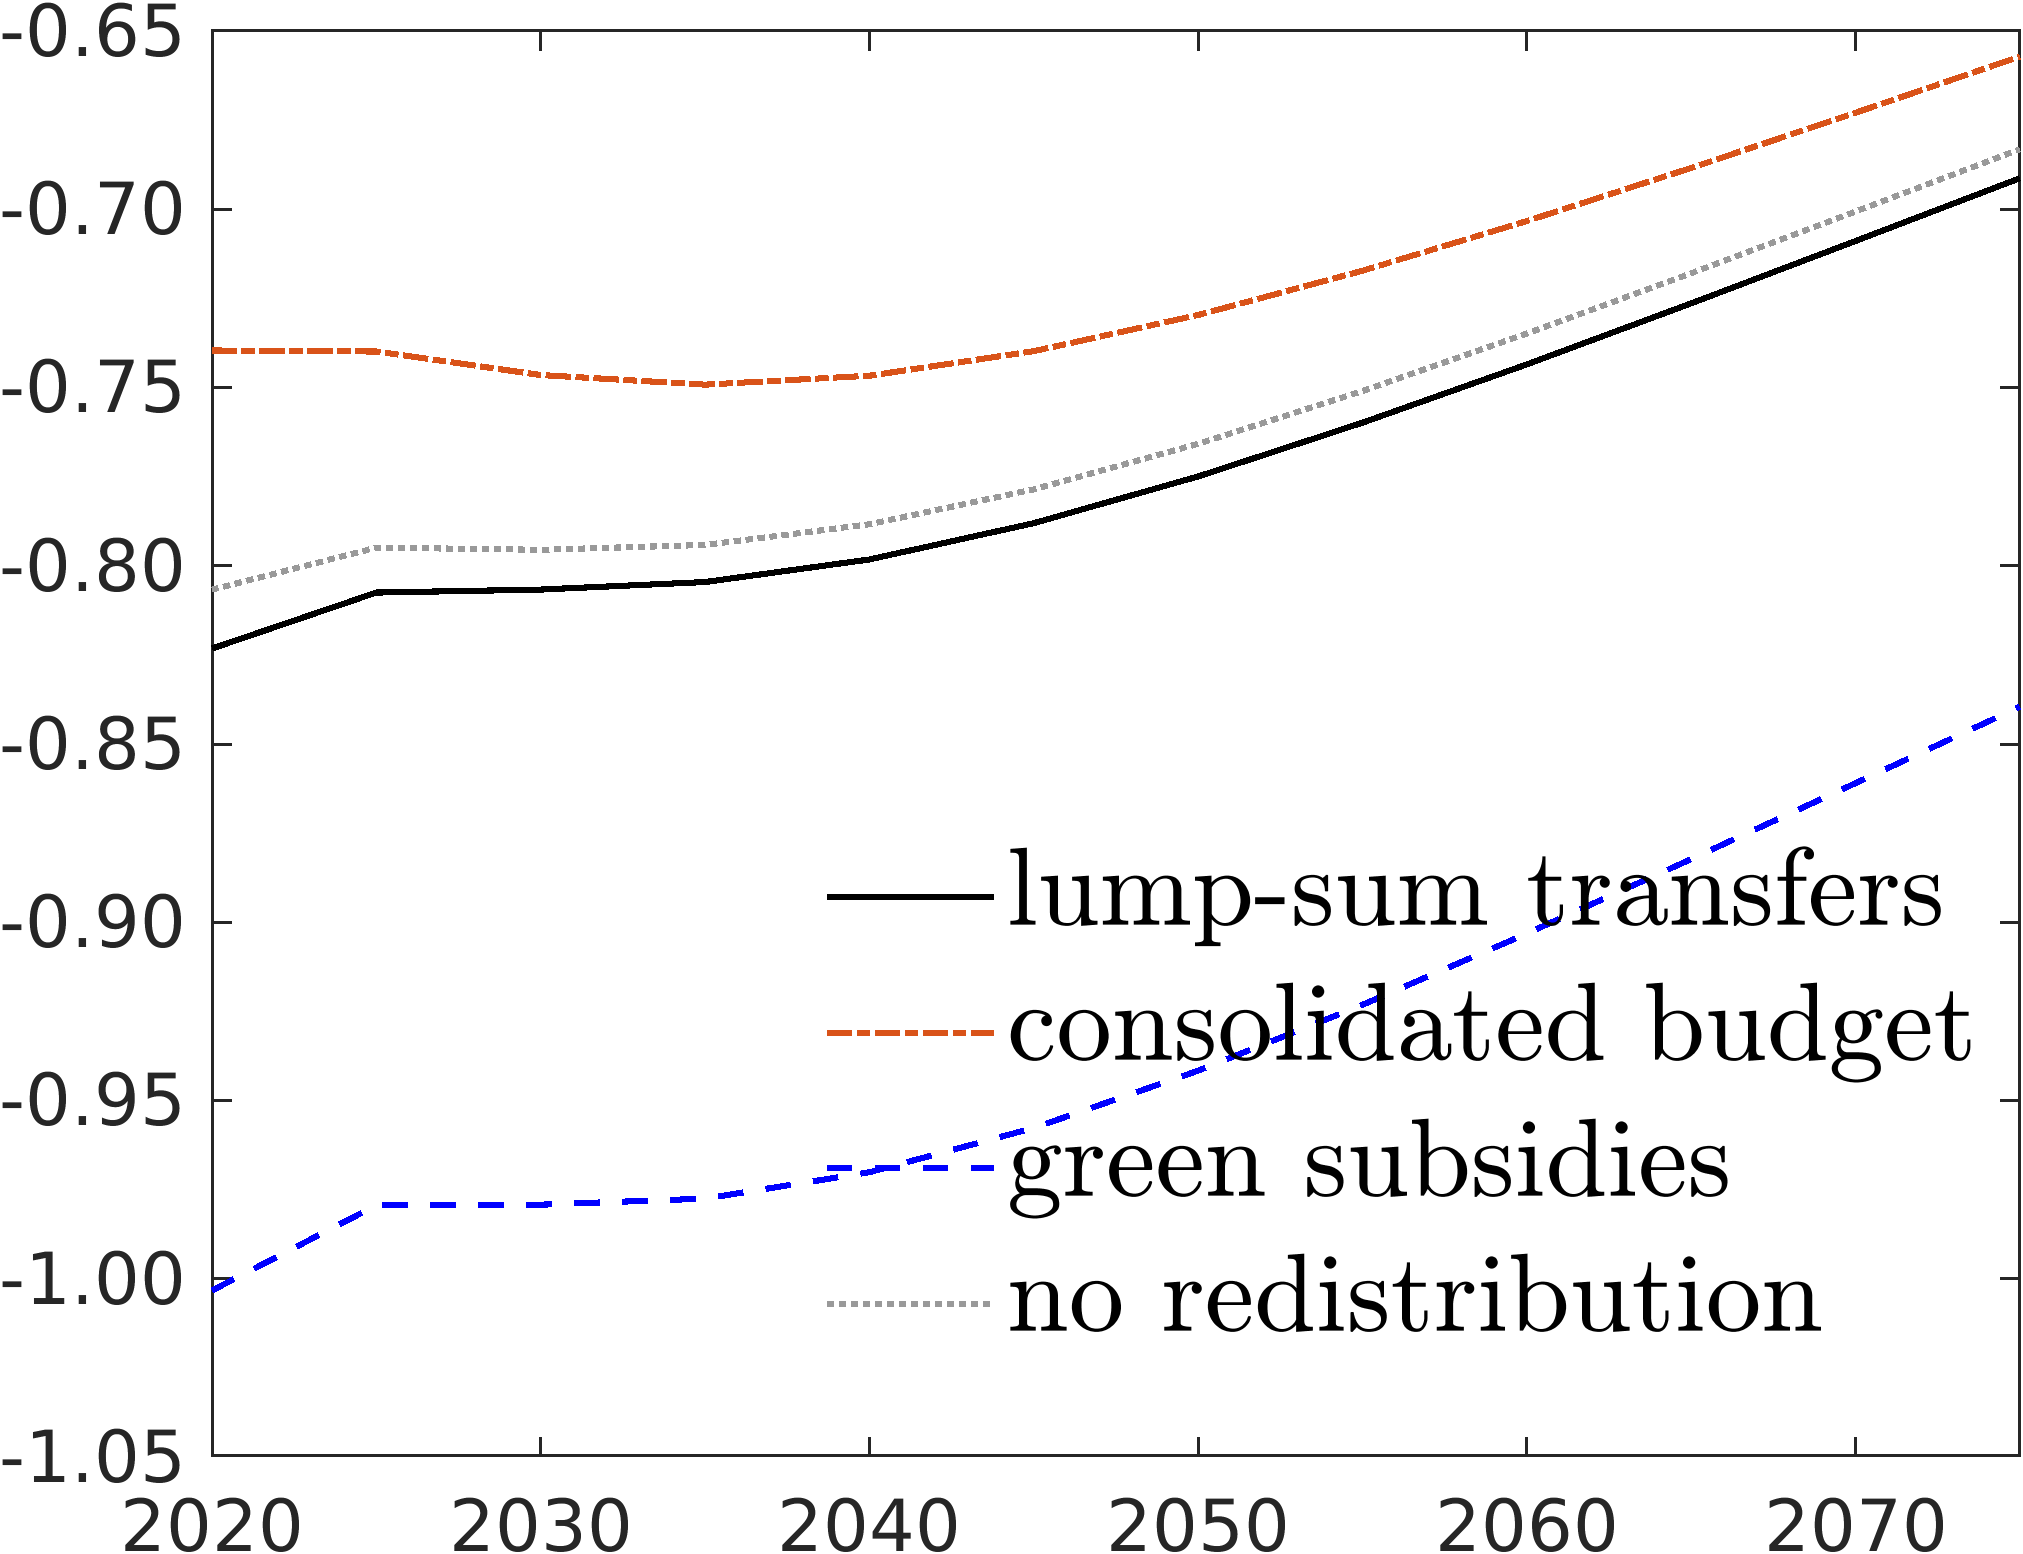 -0.65
-0.70
-0.75
-0.80
-0.85
-0.90
-0.95
-1.00
-1.05
2020 2030 2040 2050 2060 2070
lump-sum transfers
consolidated budget
green subsidies
no redistribution